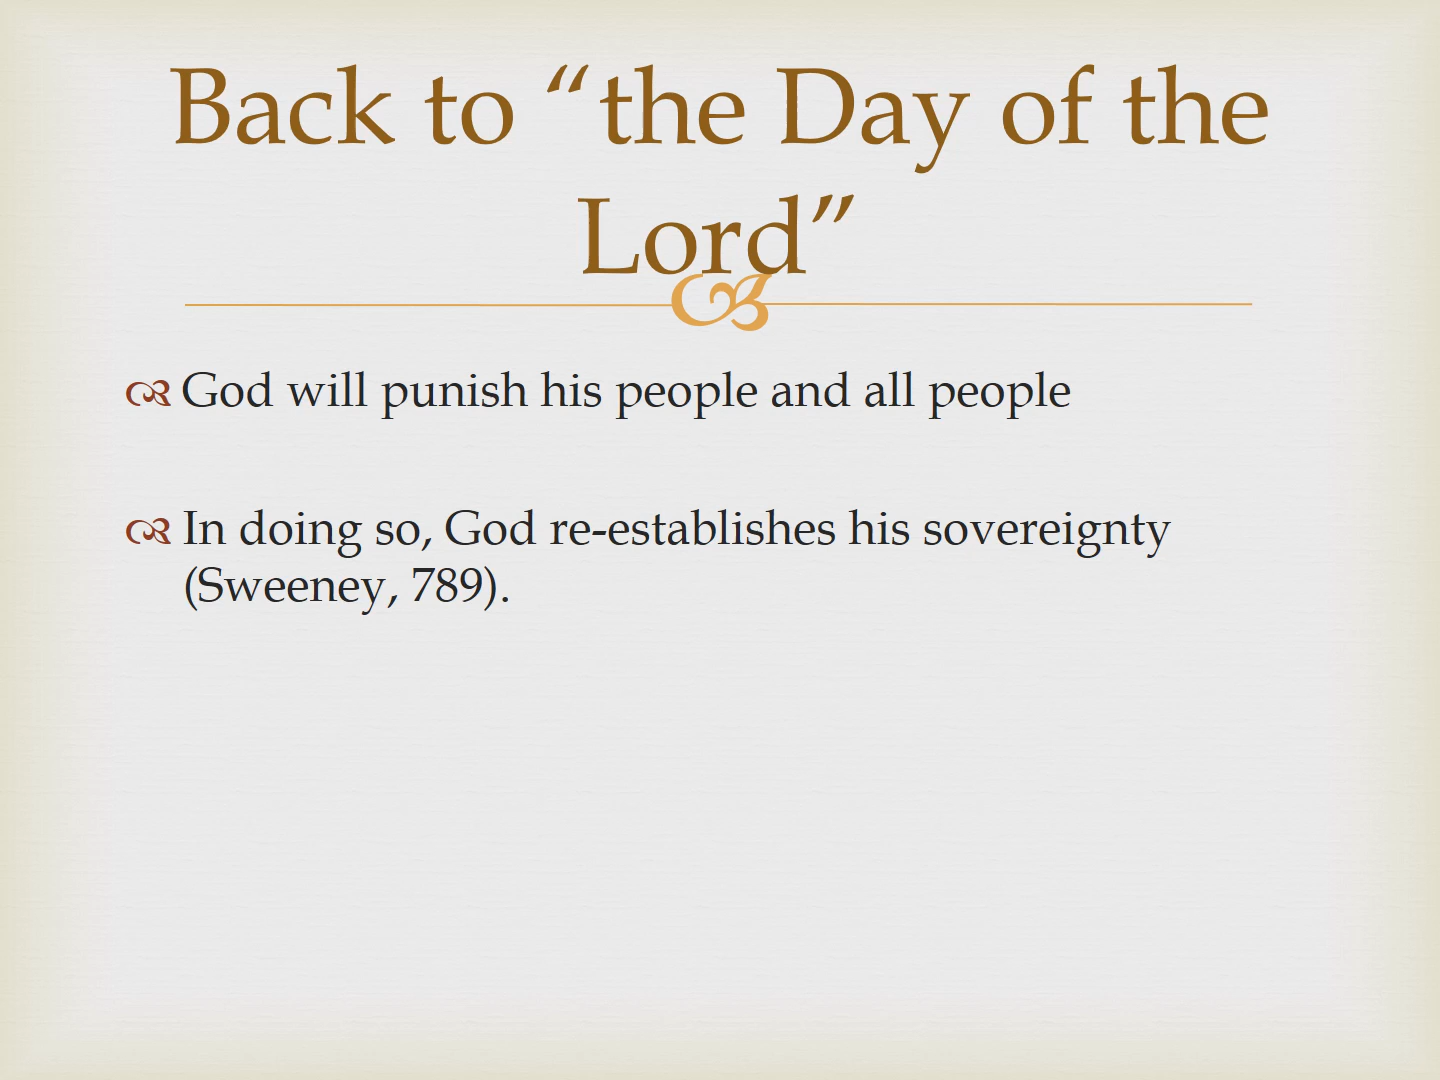 Back to “the Day of the
Lord”
God will punish his people and all people
In doing so, God re-establishes his sovereignty
(Sweeney, 789).